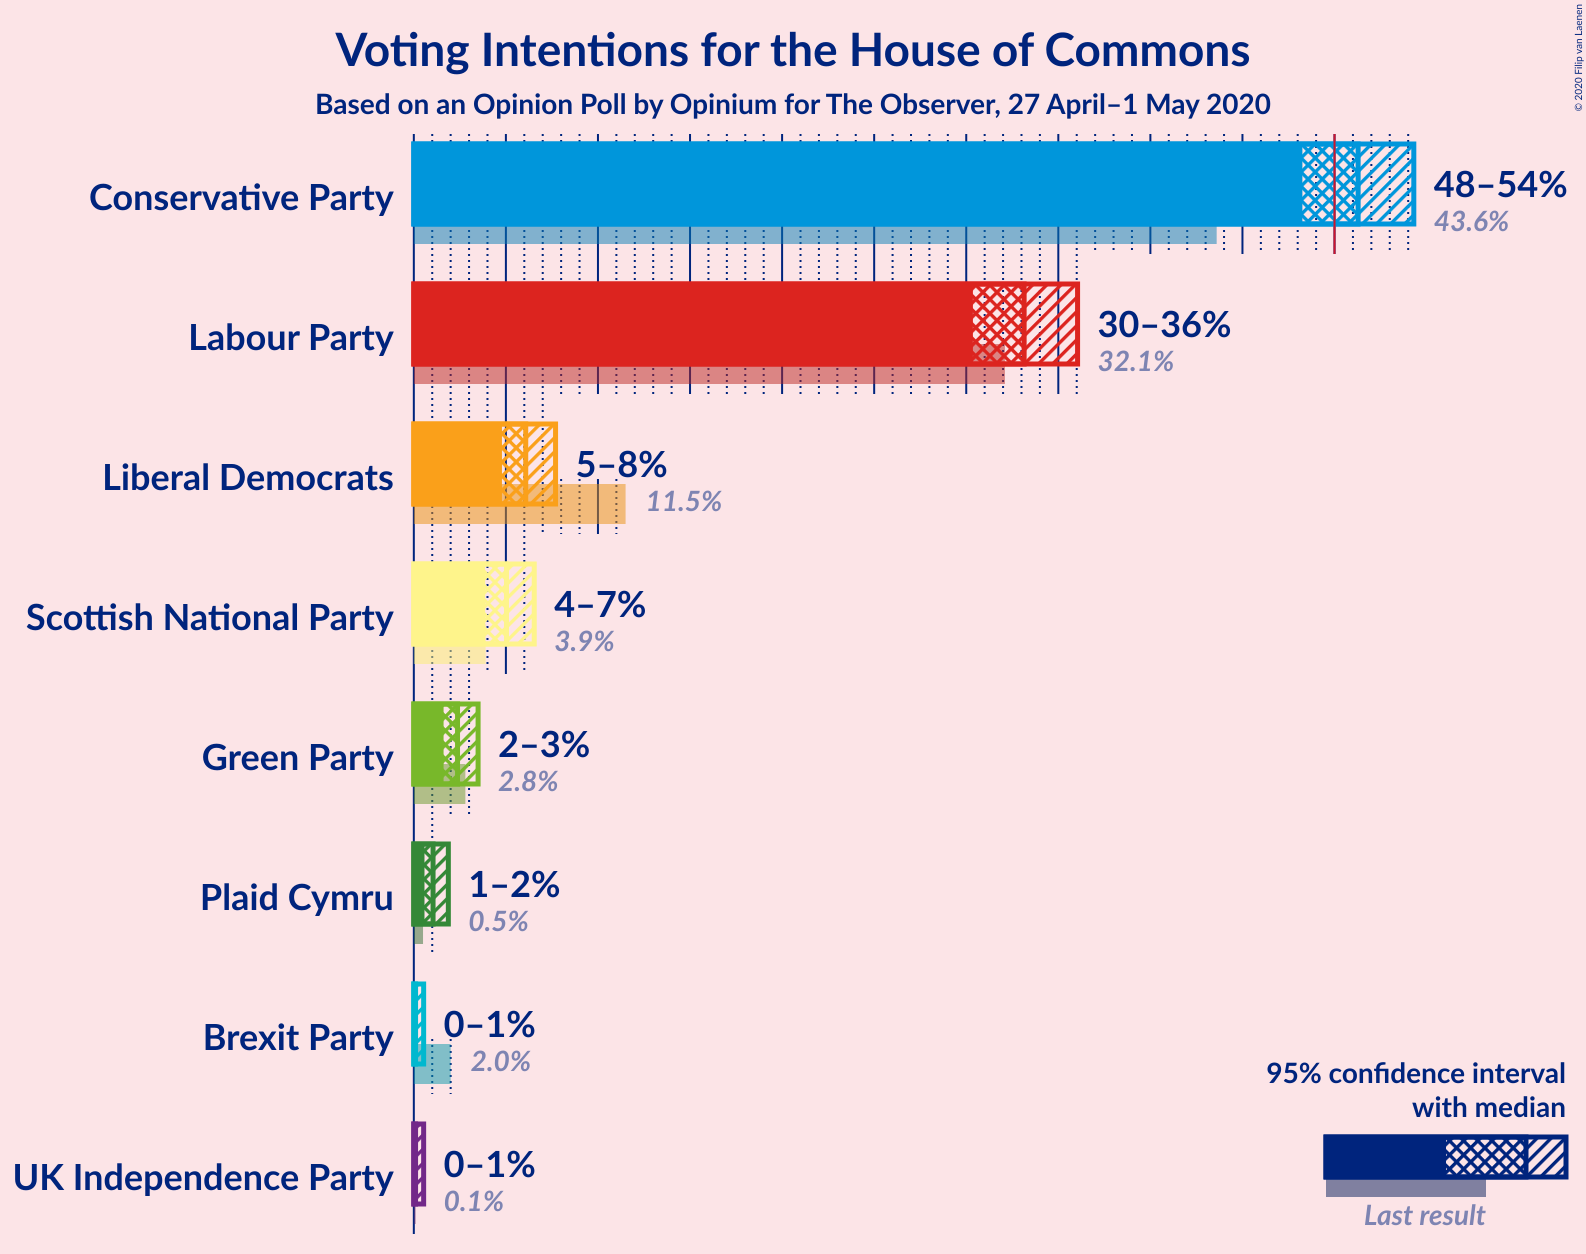 Voting Intentions for the House of Commons
Based on an Opinion Poll by Opinium for The Observer, 27 April–1 May 2020
© 2020 Filip van Laenen
Conservative Party
48–54%
43.6%
Labour Party
30–36%
32.1%
Liberal Democrats
5–8%
11.5%
Scottish National Party
4–7%
3.9%
Green Party
2–3%
2.8%
Plaid Cymru
1–2%
0.5%
Brexit Party
0–1%
2.0%
UK Independence Party
0–1%
0.1%
95% confidence interval
with median
Last result